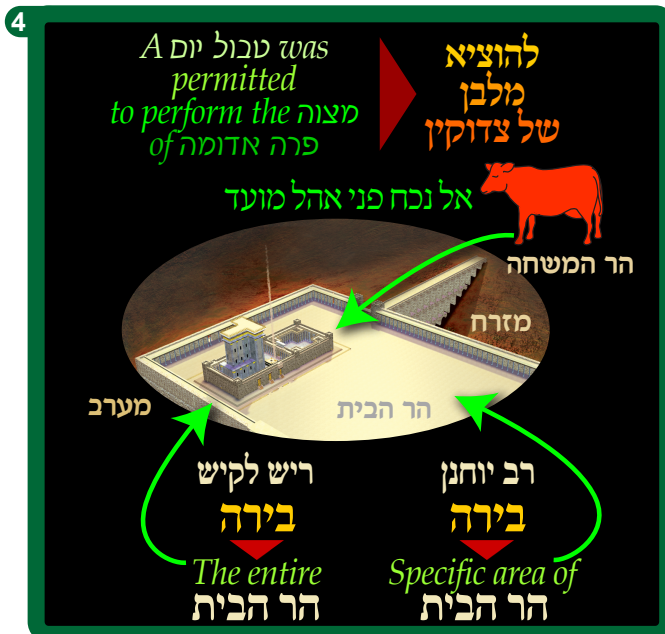 4
A טבול יום was
permitted
to perform the מצוה
of פרה אדומה
להוציא
מלבן
של צדוקין
אל נכח פני אהל מועד
הר המשחה
מזרח
הר הבית
מערב
ריש לקיש
בירה
The entire
הר הבית
רב יוחנן
בירה
Specific area of
הר הבית